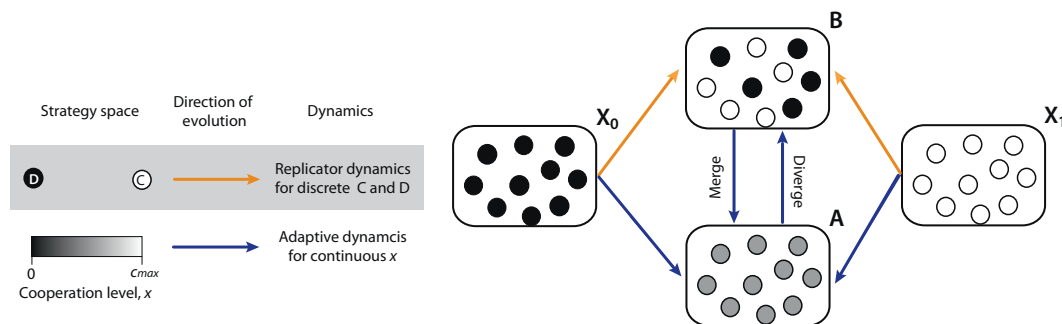 Strategy space
Direction of
evolution
Dynamics
D
C
Replicator dynamics
for discrete C and D
0
cmax
Cooperation level, x
Adaptive dynamcis
for continuous x
X0
B
Merge
Diverge
A
X1